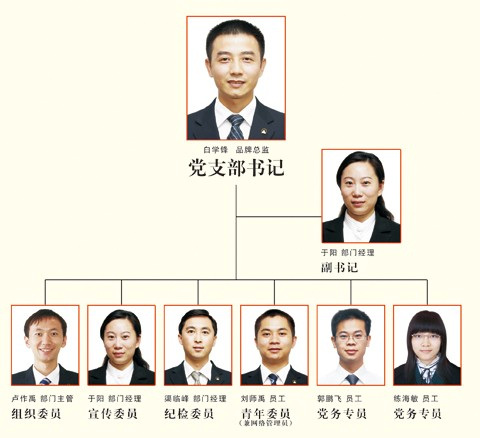 白学锋 品牌总监
党支部书记
于阳 部门经理
副书记
卢作禹 部门主管
组织委员
于阳 部门经理
宣传委员
渠临峰 部门经理
纪检委员
刘师禹 员工
青年委员
(兼网络管理员)
郭鹏飞 员工
党务专员
练海敏 员工
党务专员